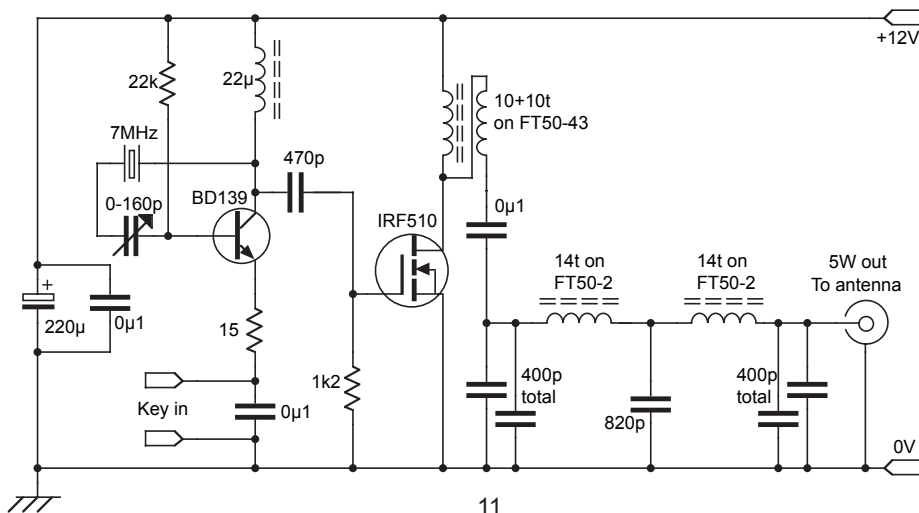 +12V
22k
22µ
10+10t
on FT50-43
7MHz
470p
BD139
0-160p
IRF510
0µ1
14t on
FT50-2
14t on
FT50-2
5W out
To antenna
+
220µ
0µ1
15
1k2
400p
total
820p
400p
total
Key in
0µ1
0V
11